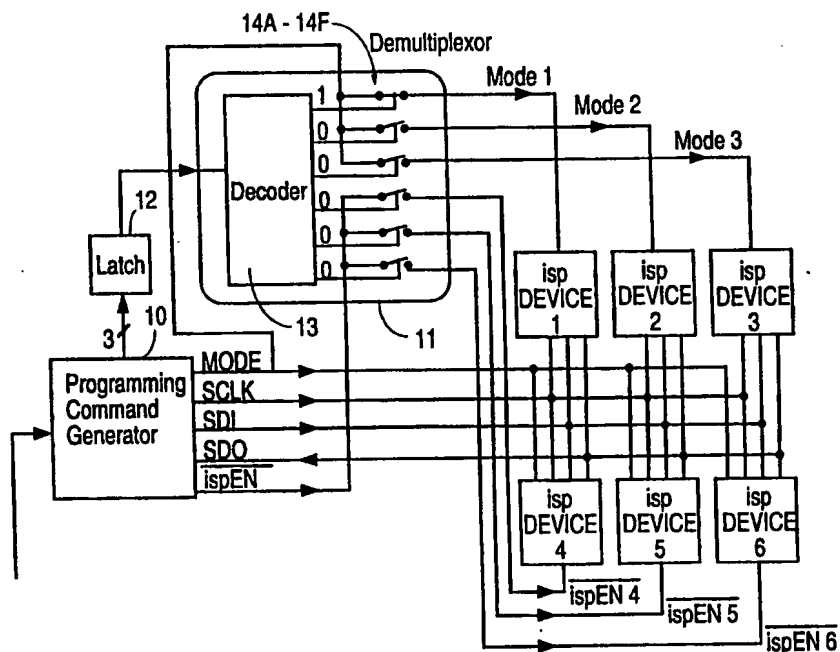 14A - 14F
Demultiplexor
Mode 1
1
Mode 2
0
Mode 3
0
Decoder
0
12
0
Latch
0
isp
DEVICE
1
isp
DEVICE
2
isp
DEVICE
3
3
10
13
11
MODE
Programming
Command
Generator
SCLK
SDI
SDO
ispEN
isp
DEVICE
4
isp
DEVICE
5
isp
DEVICE
6
ispEN 4
ispEN 5
ispEN 6